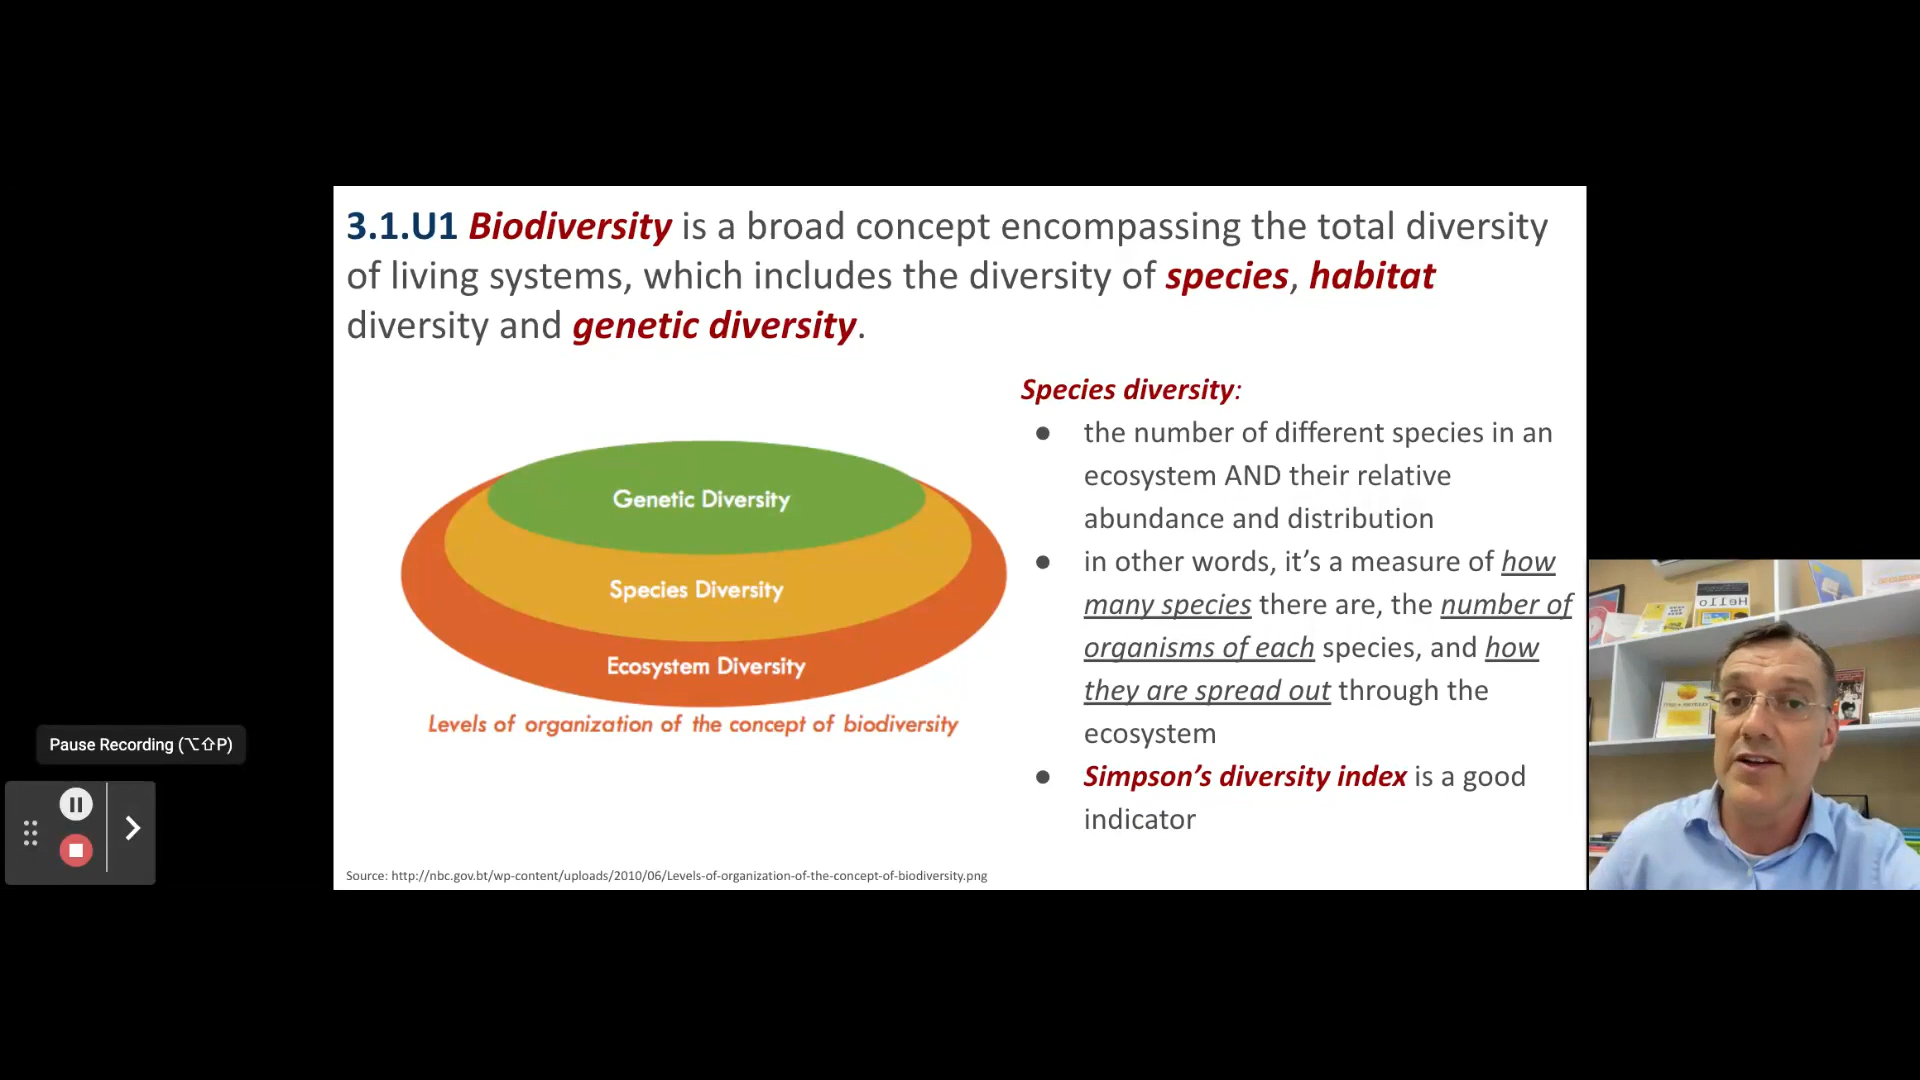 3.1.U1 Biodiversity is a broad concept encompassing the total diversity
of living systems, which includes the diversity of species, habitat
diversity and genetic diversity.
Genetic Diversity
Species Diversity
Ecosystem Diversity
Levels of organization of the concept of biodiversity
Species diversity:
● the number of different species in an
ecosystem AND their relative
abundance and distribution
● in other words, it’s a measure of how
many species there are, the number of
organisms of each species, and how
they are spread out through the
ecosystem
● Simpson’s diversity index is a good
indicator
Source: http://nbc.gov.bt/wp-content/uploads/2010/06/Levels-of-organization-of-the-concept-of-biodiversity.png
Pause Recording (⌥⇧P)
Hello